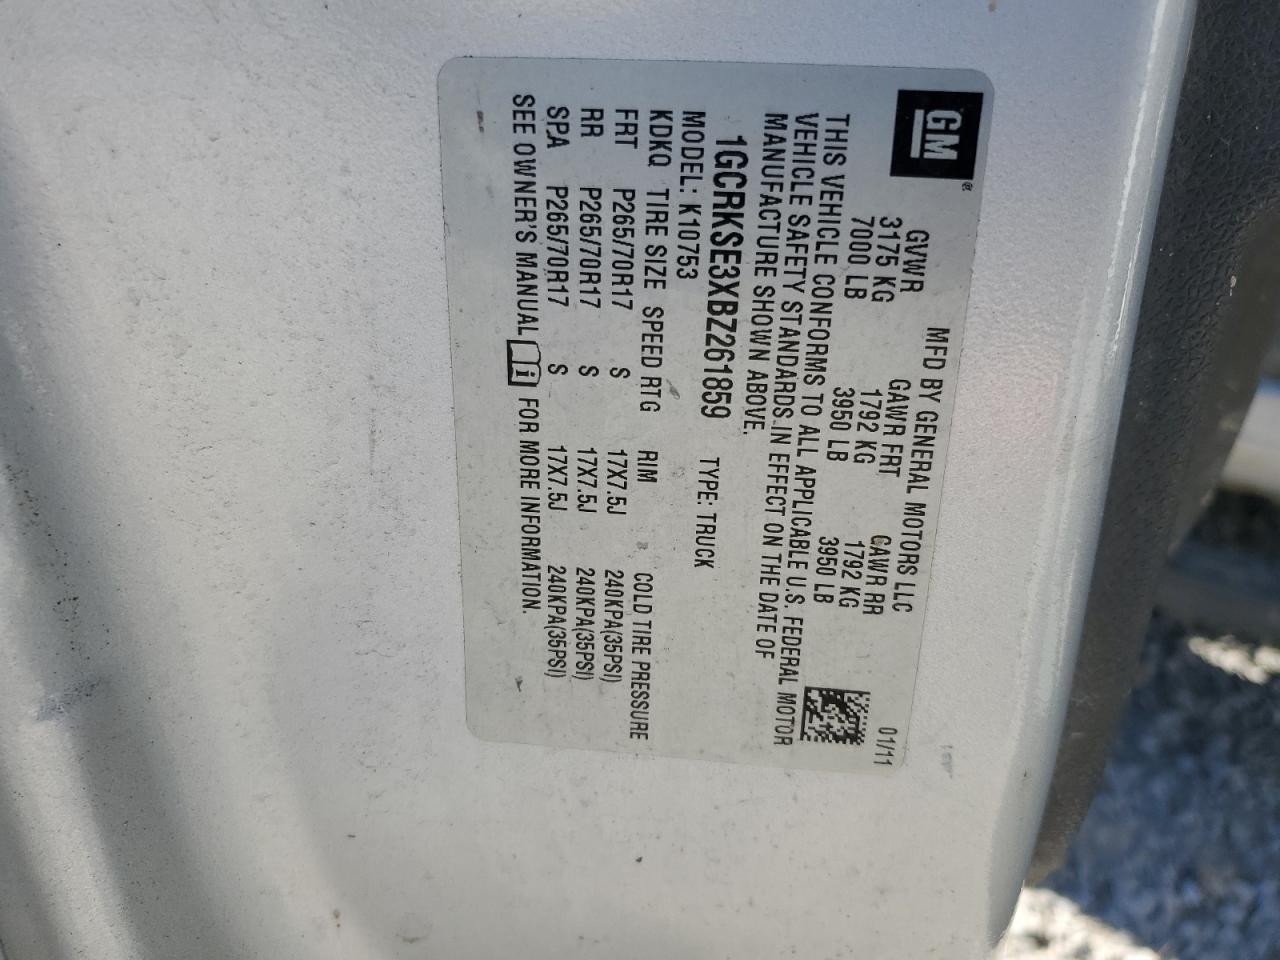 GM®
MFD BY GENERAL MOTORS LLC 01/11
GVWR GAWR FRT GAWR RR
3175 KG 1792 KG 1792 KG
7000 LB 3950 LB 3950 LB
THIS VEHICLE CONFORMS TO ALL APPLICABLE U.S. FEDERAL MOTOR
VEHICLE SAFETY STANDARDS IN EFFECT ON THE DATE OF
MANUFACTURE SHOWN ABOVE.
1GCRKSE3XBZ261859 TYPE: TRUCK
MODEL: K10753
KDKQ TIRE SIZE SPEED RTG RIM COLD TIRE PRESSURE
FRT P265/70R17 S 17X7.5J 240KPA(35PSI)
RR P265/70R17 S 17X7.5J 240KPA(35PSI)
SPA P265/70R17 S 17X7.5J 240KPA(35PSI)
SEE OWNER'S MANUAL i FOR MORE INFORMATION.